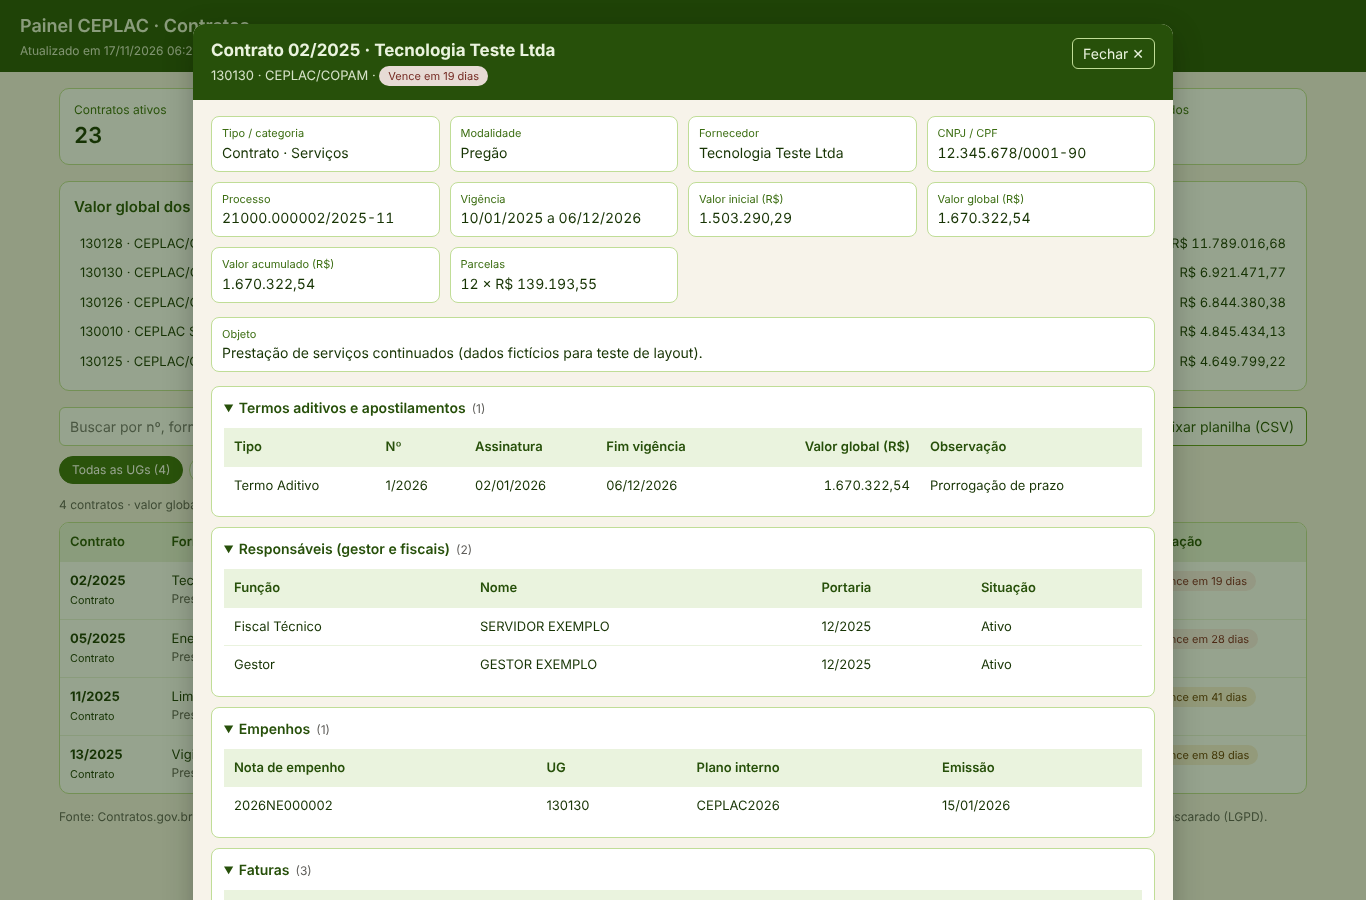 Painel CEPLAC · Contratos
Atualizado em 17/11/2026 06:2
Contrato 02/2025 · Tecnologia Teste Ltda
130130 · CEPLAC/COPAM · Vence em 19 dias
Fechar ✕
Contratos ativos
23
Tipo / categoria
Contrato · Serviços
Modalidade
Pregão
Fornecedor
Tecnologia Teste Ltda
CNPJ / CPF
12.345.678/0001-90
Processo
21000.000002/2025-11
Vigência
10/01/2025 a 06/12/2026
Valor inicial (R$)
1.503.290,29
Valor global (R$)
1.670.322,54
Valor acumulado (R$)
1.670.322,54
Parcelas
12 × R$ 139.193,55
Objeto
Prestação de serviços continuados (dados fictícios para teste de layout).
Valor global dos
130128 · CEPLAC/ R$ 11.789.016,68
130130 · CEPLAC/ R$ 6.921.471,77
130126 · CEPLAC/ R$ 6.844.380,38
130010 · CEPLAC R$ 4.845.434,13
130125 · CEPLAC/ R$ 4.649.799,22
Termos aditivos e apostilamentos (1)
Tipo Nº Assinatura Fim vigência Valor global (R$) Observação
Termo Aditivo 1/2026 02/01/2026 06/12/2026 1.670.322,54 Prorrogação de prazo
Responsáveis (gestor e fiscais) (2)
Função Nome Portaria Situação
Fiscal Técnico SERVIDOR EXEMPLO 12/2025 Ativo
Gestor GESTOR EXEMPLO 12/2025 Ativo
Empenhos (1)
Nota de empenho UG Plano interno Emissão
2026NE000002 130130 CEPLAC2026 15/01/2026
Faturas (3)
Buscar por nº, forn
ixar planilha (CSV)
Todas as UGs (4)
4 contratos · valor globa
Contrato For ação
02/2025 Tec nce em 19 dias
Contrato Pres
05/2025 Ene nce em 28 dias
Contrato Pres
11/2025 Lim nce em 41 dias
Contrato Pres
13/2025 Vigi nce em 89 dias
Contrato Pres
Fonte: Contratos.gov.br scarado (LGPD).